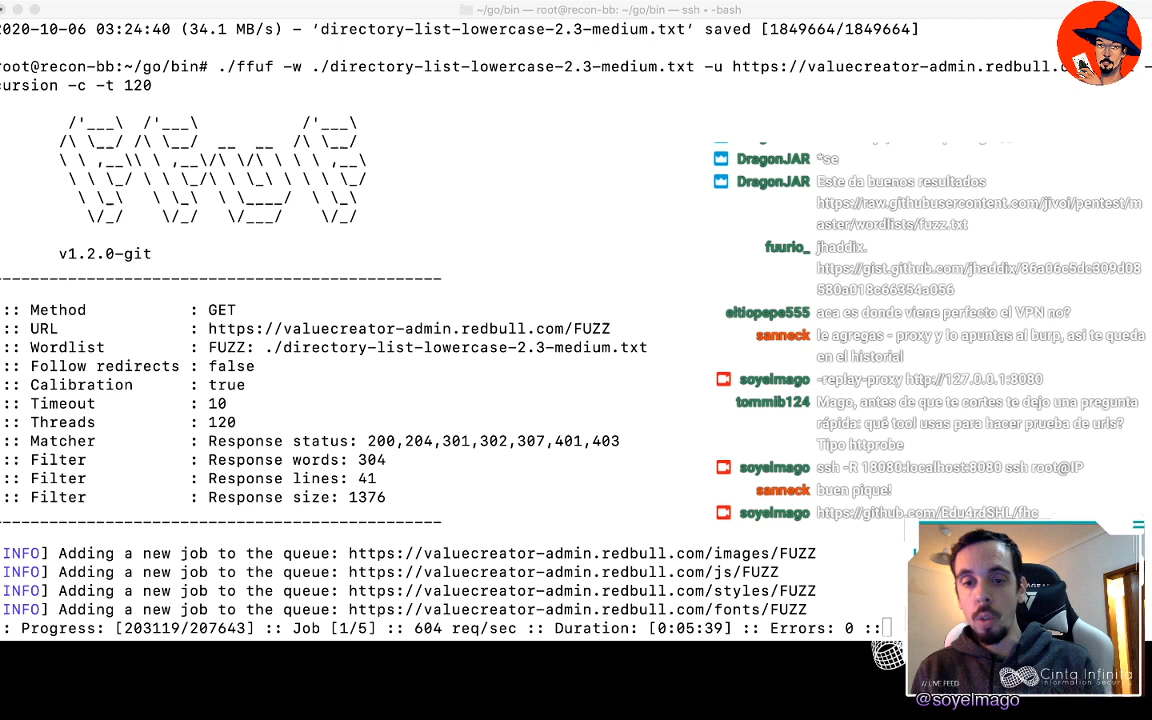 ~/go/bin — root@recon-bb: ~/go/bin — ssh • -bash
2020-10-06 03:24:40 (34.1 MB/s) – ‘directory-list-lowercase-2.3-medium.txt’ saved [1849664/1849664]
root@recon-bb:~/go/bin# ./ffuf -w ./directory-list-lowercase-2.3-medium.txt -u https://valuecreator-admin.redbull.
cursion -c -t 120
v1.2.0-git
:: Method : GET
:: URL : https://valuecreator-admin.redbull.com/FUZZ
:: Wordlist : FUZZ: ./directory-list-lowercase-2.3-medium.txt
:: Follow redirects : false
:: Calibration : true
:: Timeout : 10
:: Threads : 120
:: Matcher : Response status: 200,204,301,302,307,401,403
:: Filter : Response words: 304
:: Filter : Response lines: 41
:: Filter : Response size: 1376
INFO] Adding a new job to the queue: https://valuecreator-admin.redbull.com/images/FUZZ
INFO] Adding a new job to the queue: https://valuecreator-admin.redbull.com/js/FUZZ
INFO] Adding a new job to the queue: https://valuecreator-admin.redbull.com/styles/FUZZ
INFO] Adding a new job to the queue: https://valuecreator-admin.redbull.com/fonts/FUZZ
: Progress: [203119/207643] :: Job [1/5] :: 604 req/sec :: Duration: [0:05:39] :: Errors: 0 ::
DragonJAR *se
DragonJAR Este da buenos resultados
https://raw.githubusercontent.com/jivoi/pentest/m
aster/wordlists/fuzz.txt
fuurio_ jhaddix.
https://gist.github.com/jhaddix/86a06c5dc309d08
580a018c66354a056
eltiopepe555 aca es donde viene perfecto el VPN no?
sanneck le agregas - proxy y lo apuntas al burp, asi te queda
en el historial
soyelmago -replay-proxy http://127.0.0.1:8080
tommib124 Mago, antes de que te cortes te dejo una pregunta
rápida: qué tool usas para hacer prueba de urls?
Tipo httprobe
soyelmago ssh -R 18080:localhost:8080 ssh root@IP
sanneck buen pique!
soyelmago https://github.com/Edu4rdSHL/fhc
// LIVE FEED
Cinta Infinita
Information Security
@soyelmago